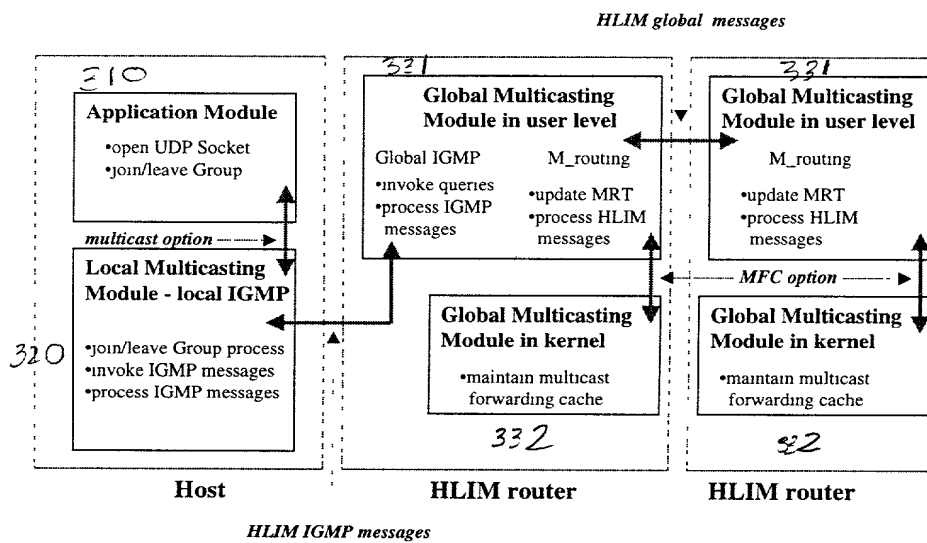 HLIM global messages
310
Application Module
•open UDP Socket
•join/leave Group
multicast option
Local Multicasting
Module - local IGMP
320
•join/leave Group process
•invoke IGMP messages
•process IGMP messages
Host
331
Global Multicasting
Module in user level
Global IGMP
•invoke queries
•process IGMP
messages
M_routing
•update MRT
•process HLIM
messages
Global Multicasting
Module in kernel
•maintain multicast
forwarding cache
332
HLIM router
331
Global Multicasting
Module in user level
M_routing
•update MRT
•process HLIM
messages
MFC option
Global Multicasting
Module in kernel
•maintain multicast
forwarding cache
HLIM router
HLIM IGMP messages